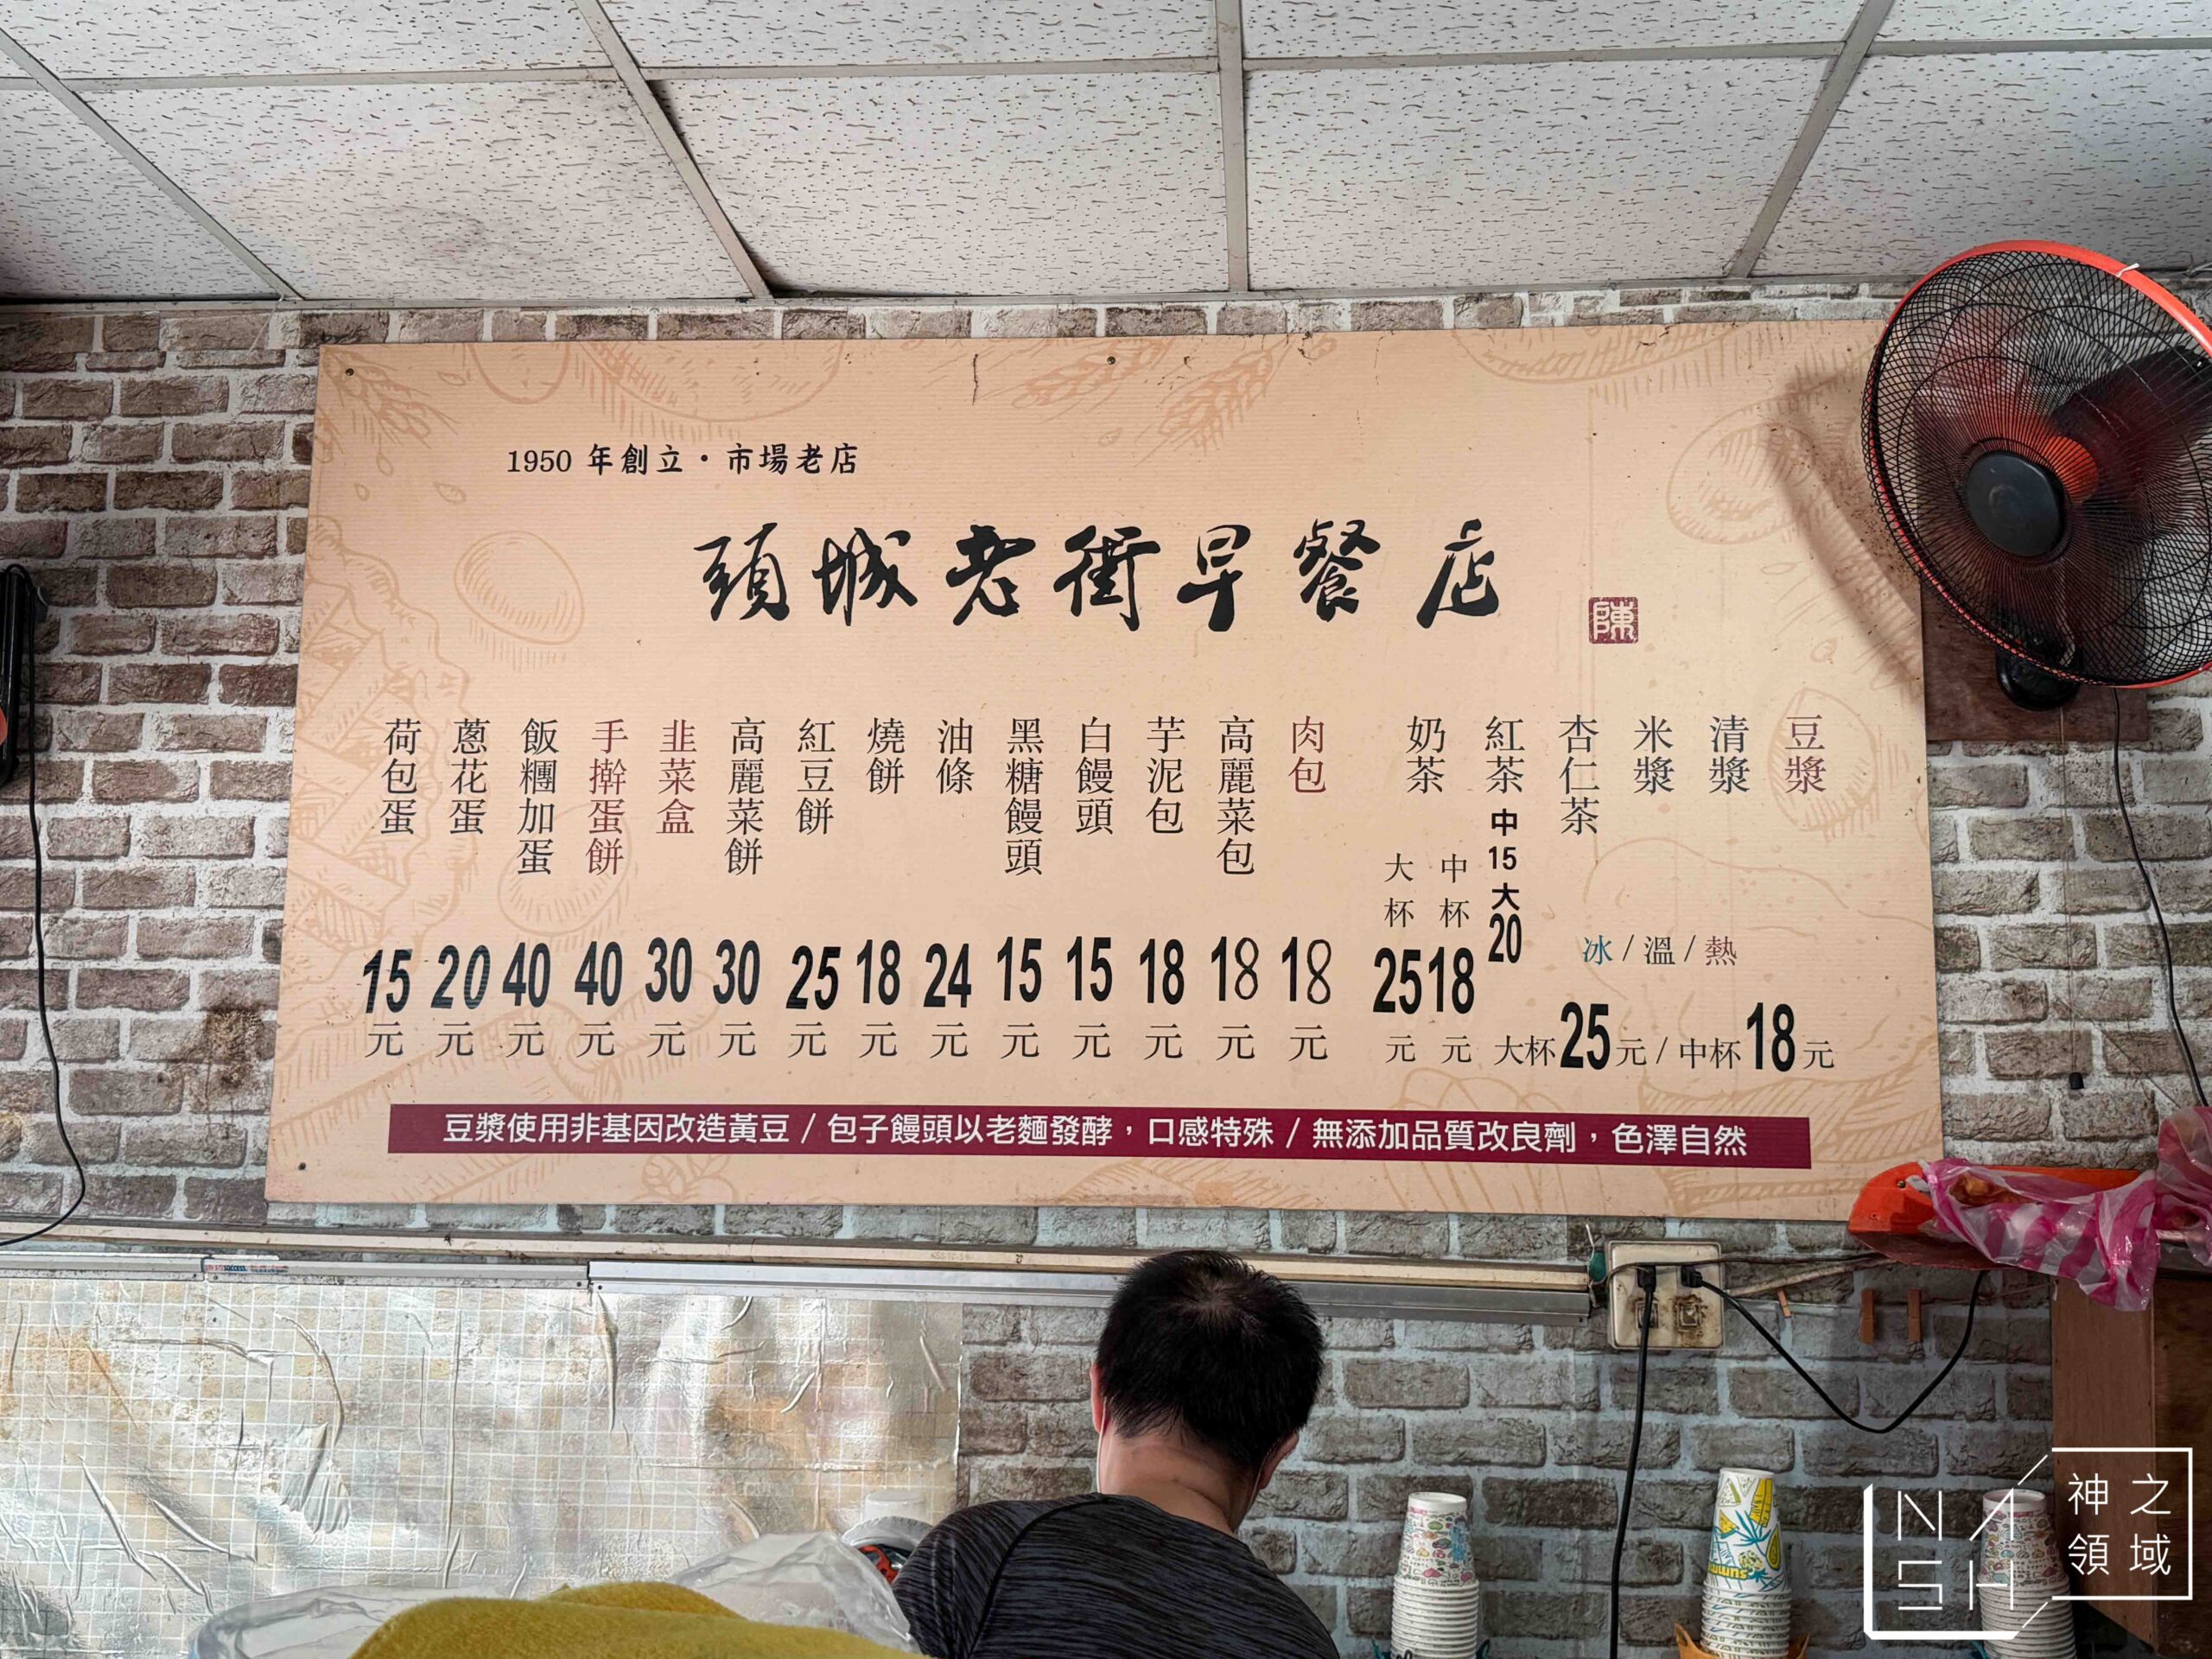 1950 年創立・市場老店
頭城老街早餐店
陳
豆漿
清漿
米漿
杏仁茶
冰/溫/熱
大杯25元/中杯18元
紅茶 中15大20
奶茶
中杯18元
大杯25元
肉包 18元
高麗菜包 18元
芋泥包 18元
白饅頭 15元
黑糖饅頭 15元
油條 24元
燒餅 18元
紅豆餅 25元
高麗菜餅 30元
韭菜盒 30元
手擀蛋餅 40元
飯糰加蛋 40元
蔥花蛋 20元
荷包蛋 15元
豆漿使用非基因改造黃豆/包子饅頭以老麵發酵，口感特殊/無添加品質改良劑，色澤自然
NASH
神之領域